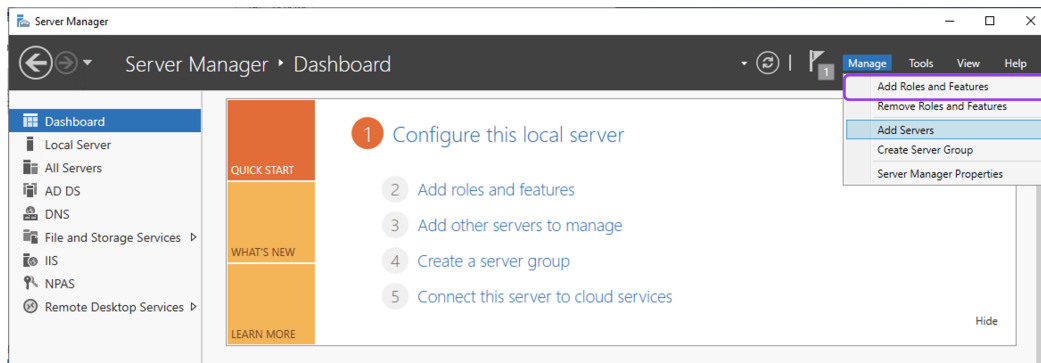 Server Manager
Server Manager ‣ Dashboard
1
Manage Tools View Help
Add Roles and Features
Remove Roles and Features
Add Servers
Create Server Group
Server Manager Properties
Dashboard
Local Server
All Servers
AD DS
DNS
File and Storage Services
IIS
NPAS
Remote Desktop Services
QUICK START
WHAT'S NEW
LEARN MORE
1 Configure this local server
2 Add roles and features
3 Add other servers to manage
4 Create a server group
5 Connect this server to cloud services
Hide